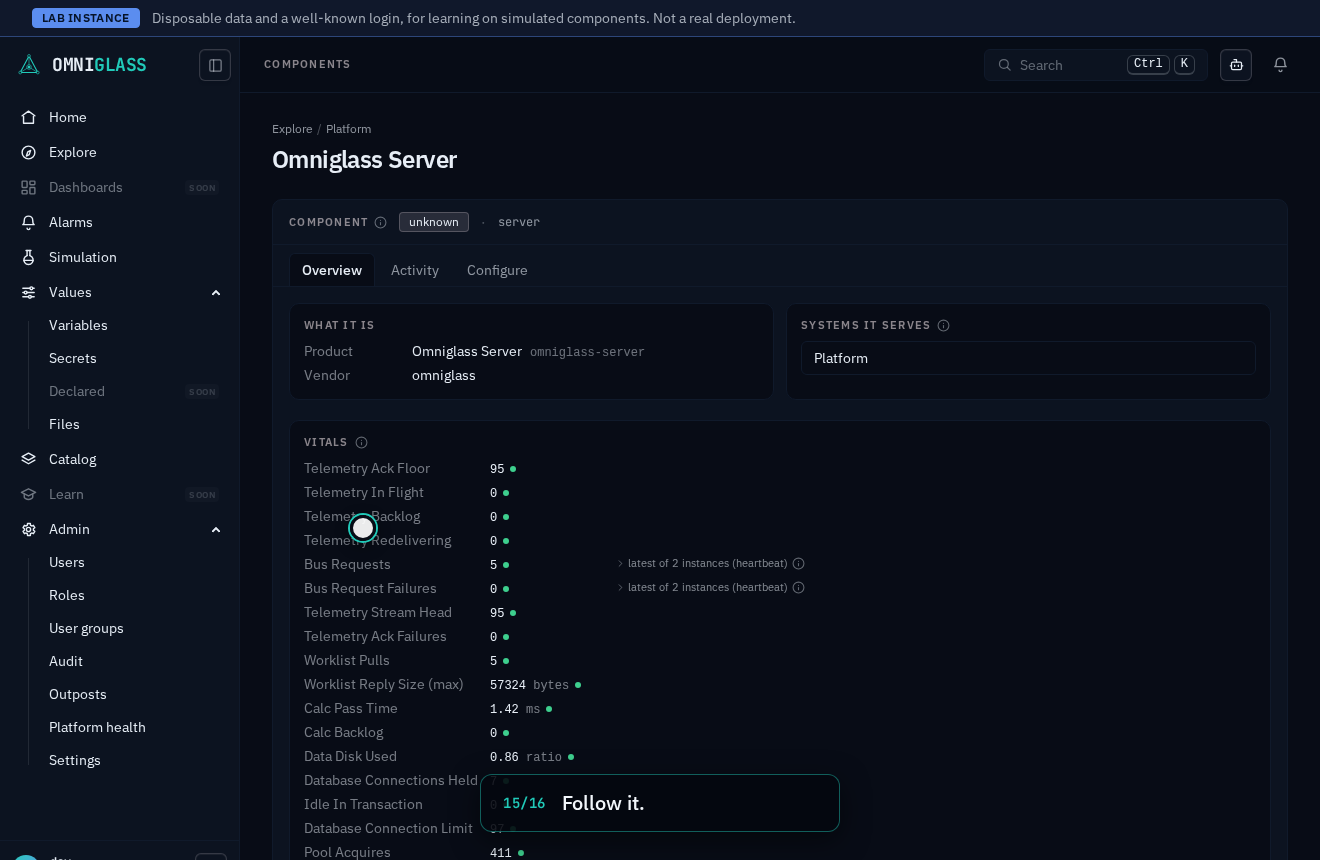 LAB INSTANCE Disposable data and a well-known login, for learning on simulated components. Not a real deployment.
OMNIGLASS
COMPONENTS
Search Ctrl K
Home
Explore
Dashboards SOON
Alarms
Simulation
Values
Variables
Secrets
Declared SOON
Files
Catalog
Learn SOON
Admin
Users
Roles
User groups
Audit
Outposts
Platform health
Settings
Explore / Platform
Omniglass Server
COMPONENT unknown · server
Overview Activity Configure
WHAT IT IS
Product Omniglass Server omniglass-server
Vendor omniglass
SYSTEMS IT SERVES
Platform
VITALS
Telemetry Ack Floor 95
Telemetry In Flight 0
Telemetry Backlog 0
Telemetry Redelivering 0
Bus Requests 5 latest of 2 instances (heartbeat)
Bus Request Failures 0 latest of 2 instances (heartbeat)
Telemetry Stream Head 95
Telemetry Ack Failures 0
Worklist Pulls 5
Worklist Reply Size (max) 57324 bytes
Calc Pass Time 1.42 ms
Calc Backlog 0
Data Disk Used 0.86 ratio
Database Connections Held 7
Idle In Transaction 0
Database Connection Limit 97
Pool Acquires 411
15/16 Follow it.